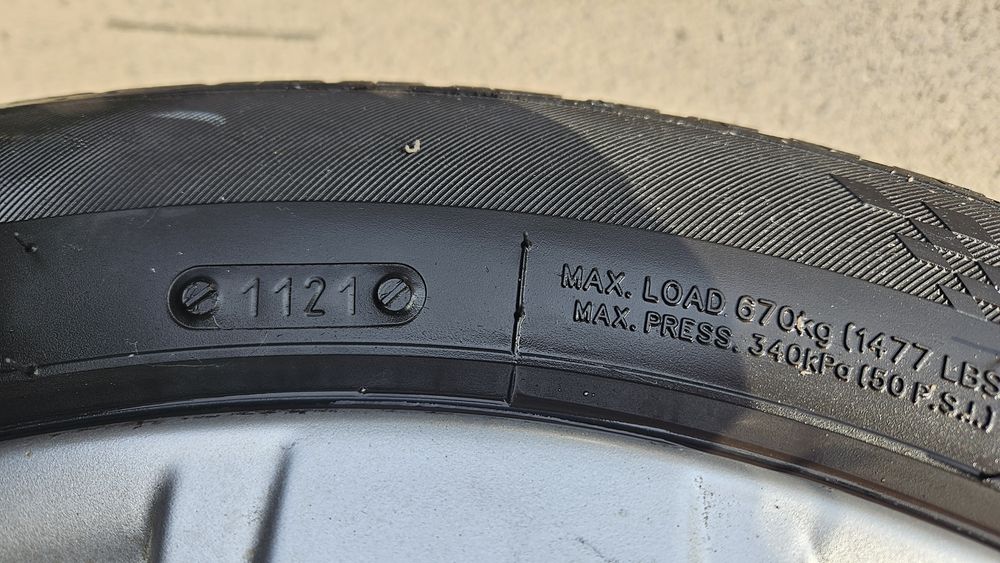 1121
MAX. LOAD 670kg (1477 LBS
MAX. PRESS. 340kPa (50 P.S.I.)